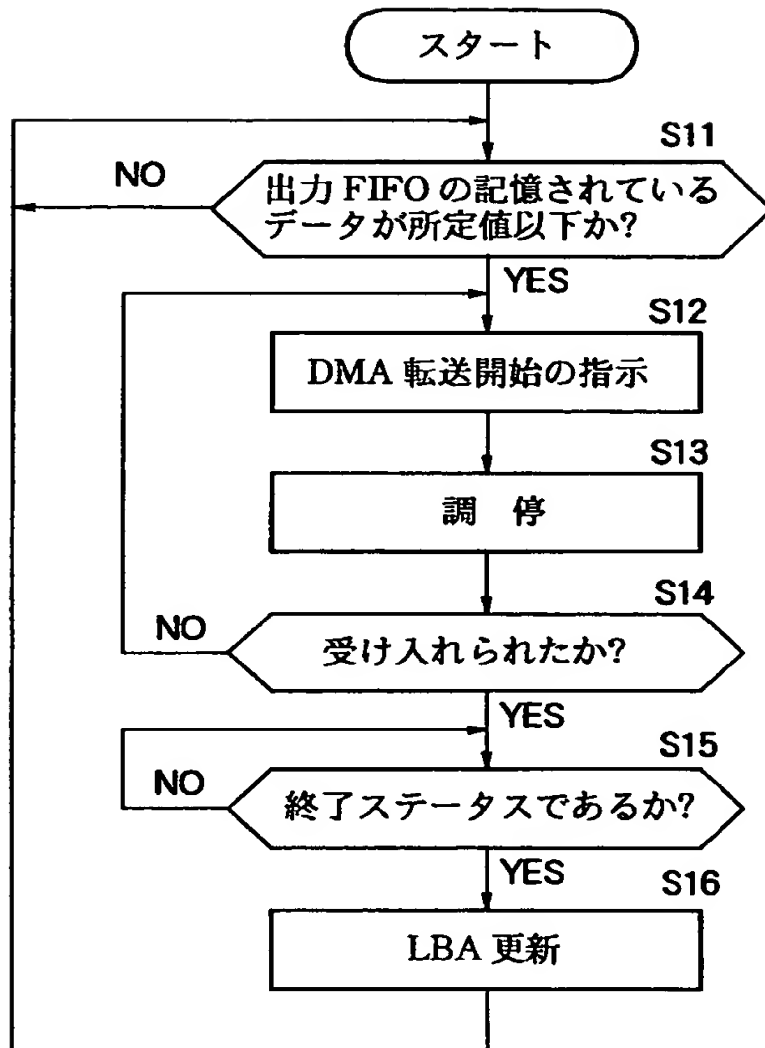 スタート
S11
NO
出力 FIFO の記憶されている
データが所定値以下か?
YES
S12
DMA 転送開始の指示
S13
調 停
S14
NO
受け入れられたか?
YES
S15
NO
終了ステータスであるか?
YES
S16
LBA 更新